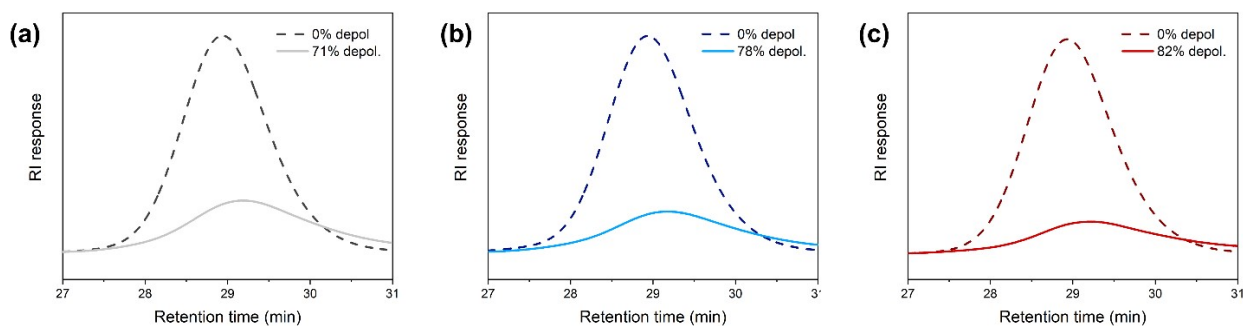 (a)
0% depol
71% depol.
RI response
27 28 29 30 31
Retention time (min)
(b)
0% depol
78% depol.
RI response
27 28 29 30 31
Retention time (min)
(c)
0% depol
82% depol.
RI response
27 28 29 30 31
Retention time (min)